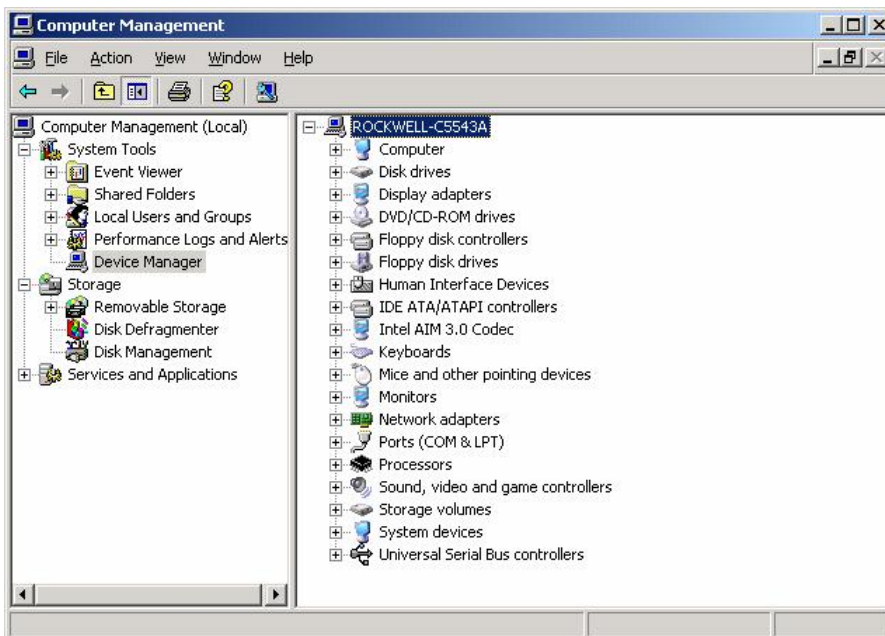 Computer Management
File Action View Window Help
Computer Management (Local)
System Tools
Event Viewer
Shared Folders
Local Users and Groups
Performance Logs and Alerts
Device Manager
Storage
Removable Storage
Disk Defragmenter
Disk Management
Services and Applications
ROCKWELL-C5543A
Computer
Disk drives
Display adapters
DVD/CD-ROM drives
Floppy disk controllers
Floppy disk drives
Human Interface Devices
IDE ATA/ATAPI controllers
Intel AIM 3.0 Codec
Keyboards
Mice and other pointing devices
Monitors
Network adapters
Ports (COM & LPT)
Processors
Sound, video and game controllers
Storage volumes
System devices
Universal Serial Bus controllers